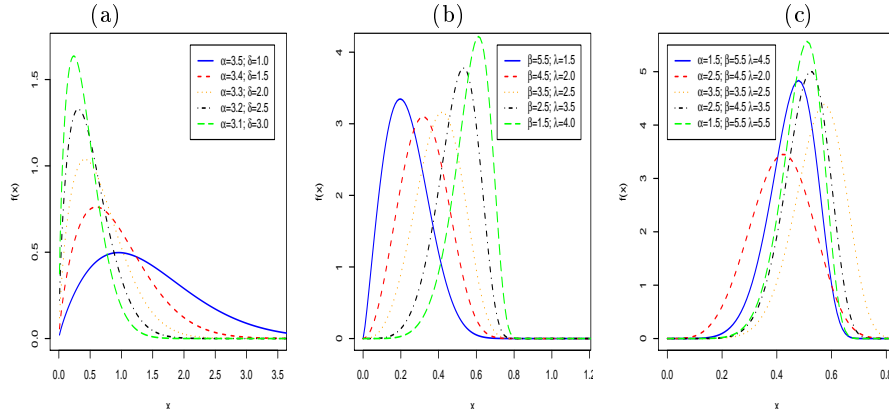 (a)
(b)
(c)
f(x)
0.0
0.5
1.0
1.5
0.0 0.5 1.0 1.5 2.0 2.5 3.0 3.5
x
α=3.5; δ=1.0
α=3.4; δ=1.5
α=3.3; δ=2.0
α=3.2; δ=2.5
α=3.1; δ=3.0
f(x)
0
1
2
3
4
0.0 0.2 0.4 0.6 0.8 1.0 1.2
x
β=5.5; λ=1.5
β=4.5; λ=2.0
β=3.5; λ=2.5
β=2.5; λ=3.5
β=1.5; λ=4.0
f(x)
0
1
2
3
4
5
0.0 0.2 0.4 0.6 0.8
x
α=1.5; β=5.5 λ=4.5
α=2.5; β=4.5 λ=2.0
α=3.5; β=3.5 λ=2.5
α=2.5; β=4.5 λ=3.5
α=1.5; β=5.5 λ=5.5